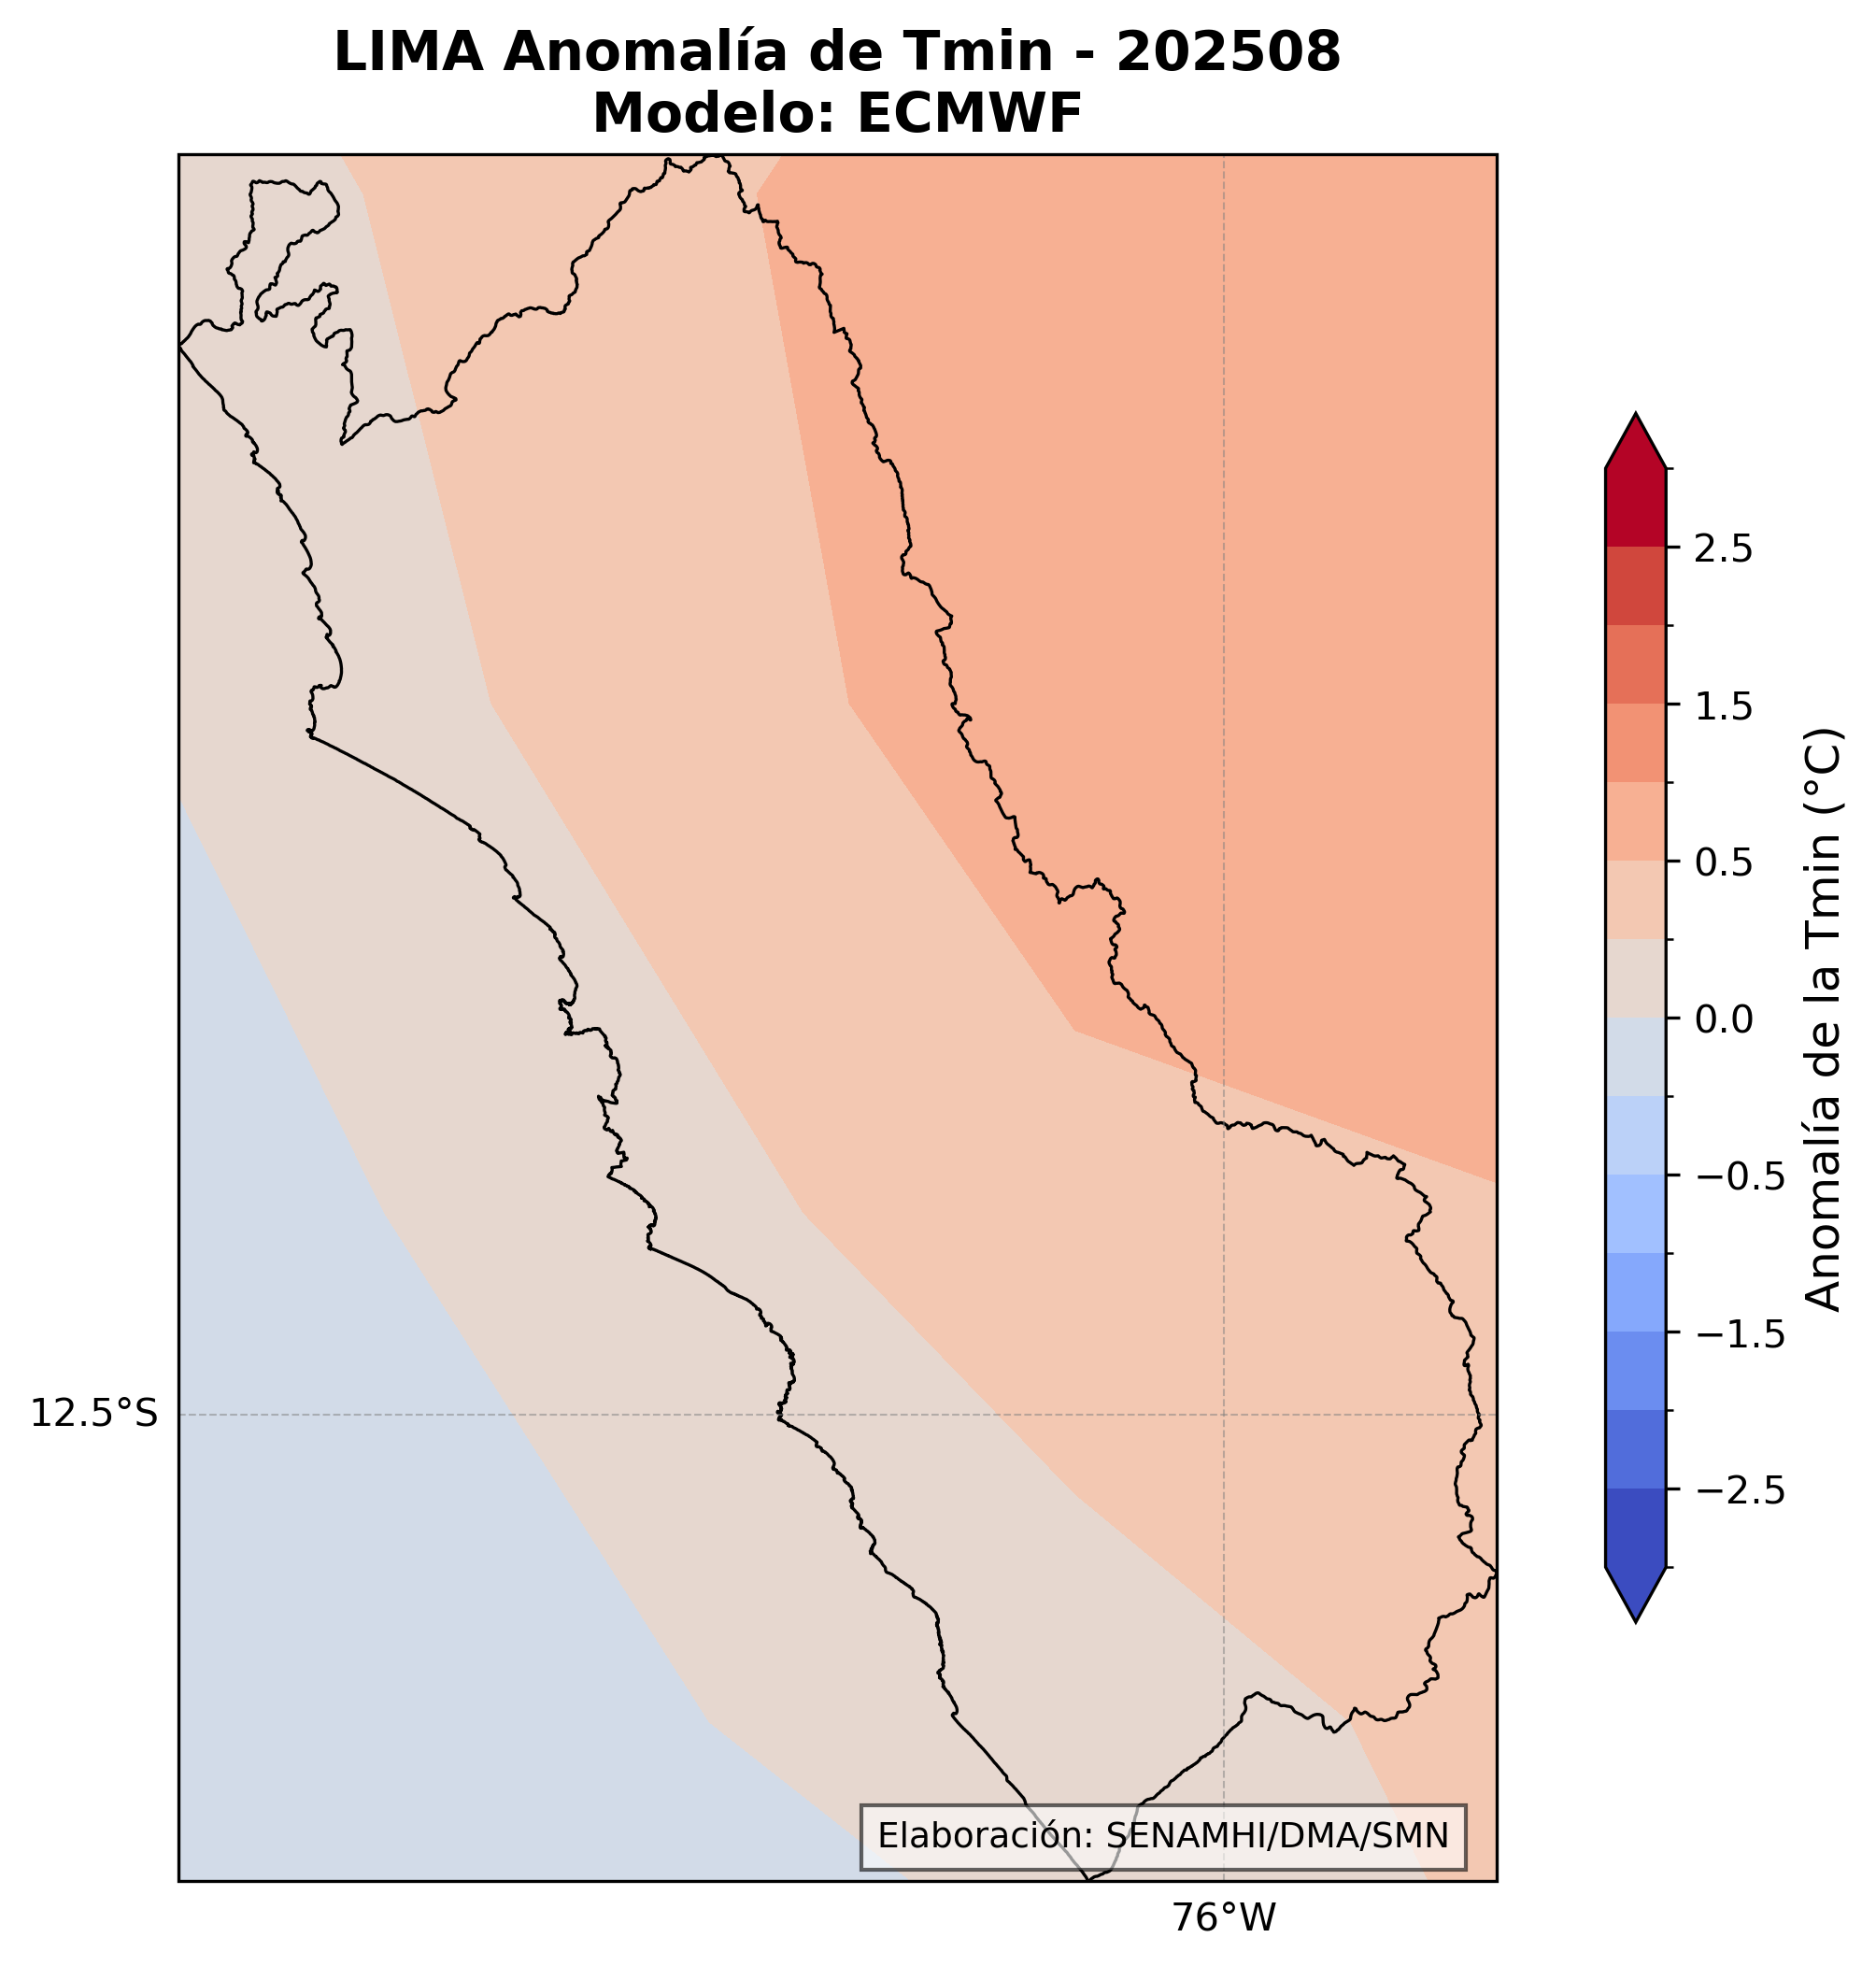 LIMA Anomalía de Tmin - 202508
Modelo: ECMWF
2.5
1.5
0.5
0.0
−0.5
−1.5
−2.5
Anomalía de la Tmin (°C)
12.5°S
Elaboración: SENAMHI/DMA/SMN
76°W